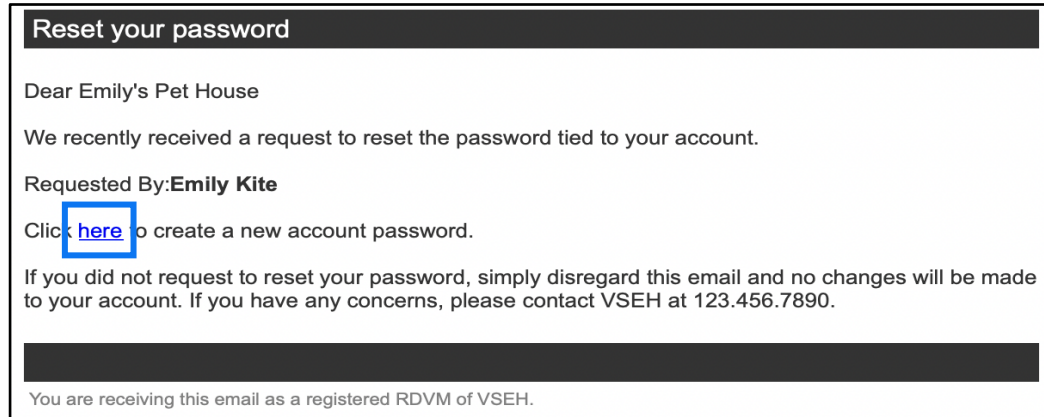 Reset your password
Dear Emily's Pet House
We recently received a request to reset the password tied to your account.
Requested By:Emily Kite
Click here to create a new account password.
If you did not request to reset your password, simply disregard this email and no changes will be made
to your account. If you have any concerns, please contact VSEH at 123.456.7890.
You are receiving this email as a registered RDVM of VSEH.